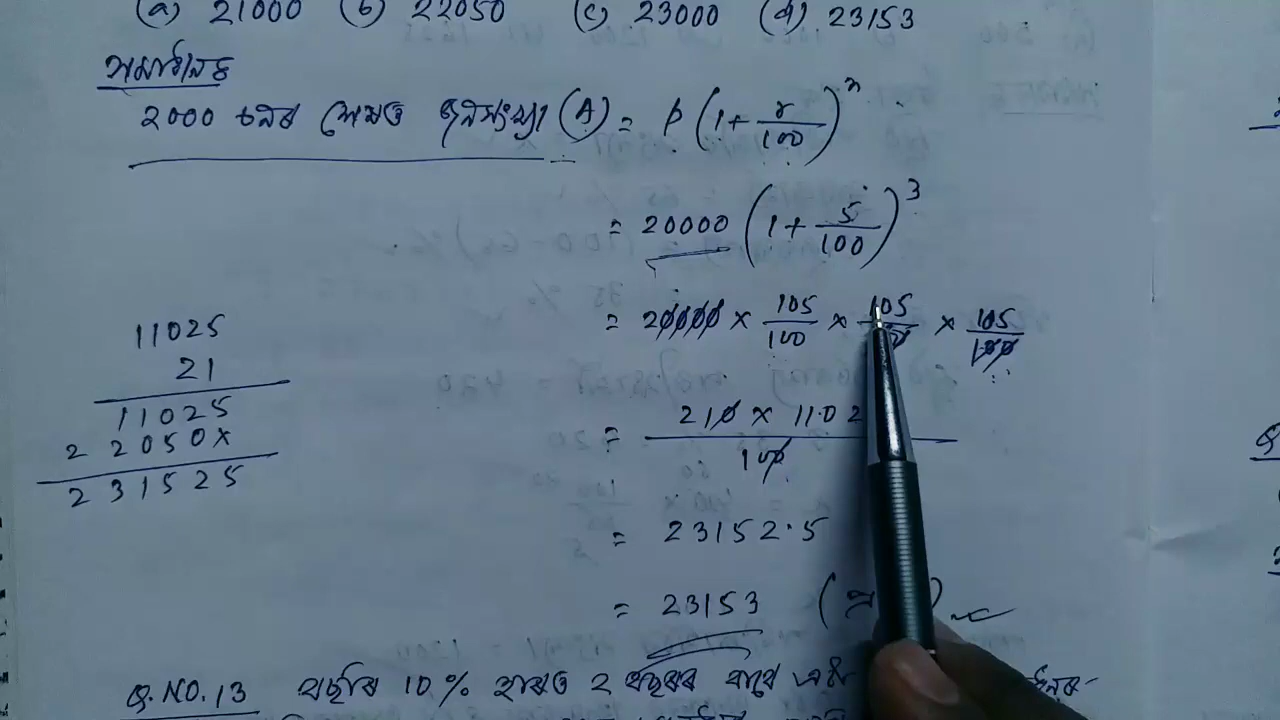 (a) 21000 (b) 22050 (c) 23000 (d) 23153
2000 চনৰ শেষত জনসংখ্যা (A) = p(1 + r/100)^n
= 20000 (1 + 5/100)^3
= 20000 × 105/100 × 105/100 × 105/100
= 210 × 1102 / 100
= 23152.5
= 23153
11025
21
11025
22050×
231525
Q.NO.13 10% হাৰত 2 বছৰৰ বাবে